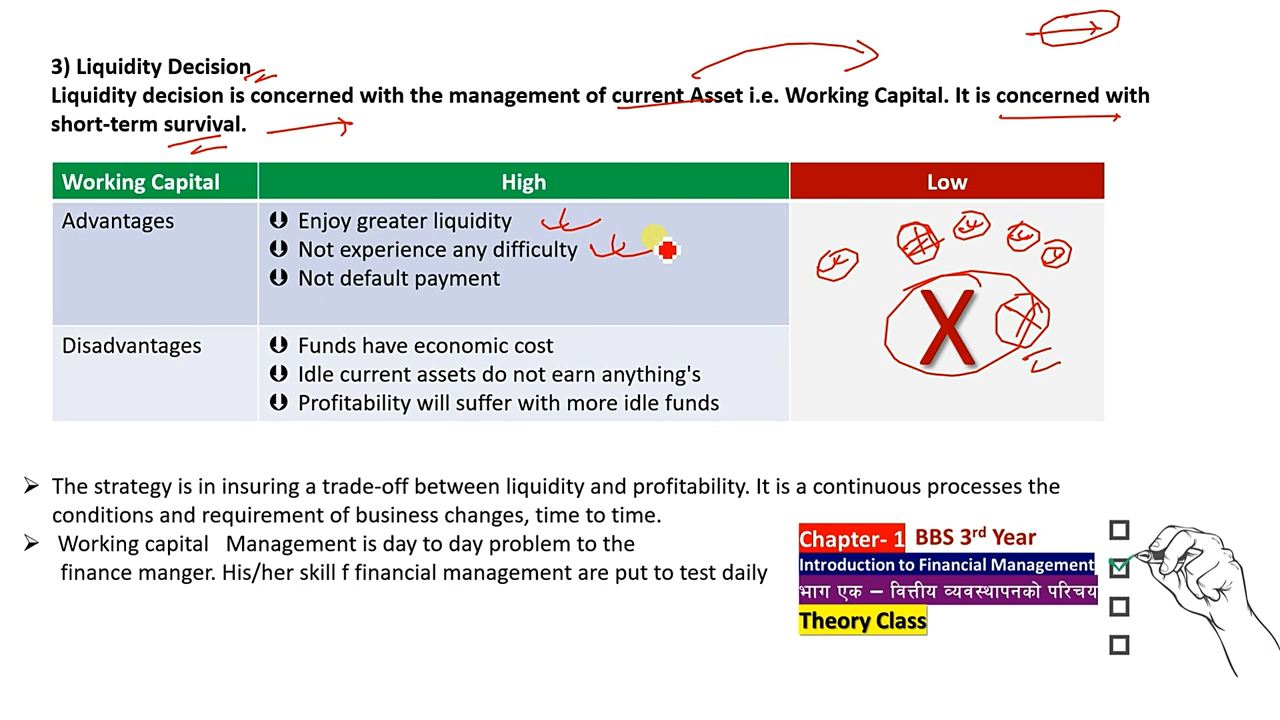 3) Liquidity Decision
Liquidity decision is concerned with the management of current Asset i.e. Working Capital. It is concerned with
short-term survival.
Working Capital High Low
Advantages
Enjoy greater liquidity
Not experience any difficulty
Not default payment
X
Disadvantages
Funds have economic cost
Idle current assets do not earn anything's
Profitability will suffer with more idle funds
The strategy is in insuring a trade-off between liquidity and profitability. It is a continuous processes the
conditions and requirement of business changes, time to time.
Working capital Management is day to day problem to the
finance manger. His/her skill f financial management are put to test daily
Chapter- 1 BBS 3rd Year
Introduction to Financial Management
भाग एक – वित्तीय व्यवस्थापनको परिचय
Theory Class